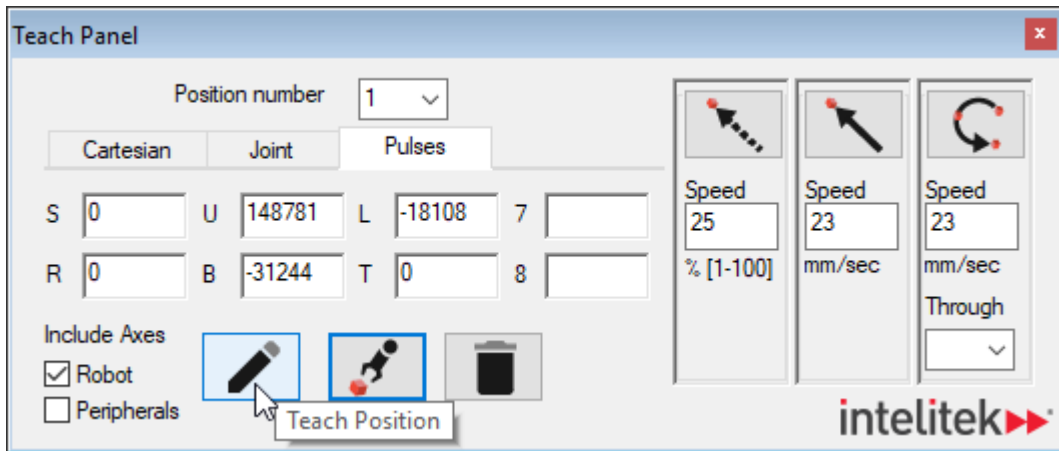 Teach Panel
x
Position number 1
Cartesian Joint Pulses
S 0 U 148781 L -18108 7
R 0 B -31244 T 0 8
Include Axes
Robot
Peripherals
Teach Position
Speed
25
% [1-100]
Speed
23
mm/sec
Speed
23
mm/sec
Through
intelitek